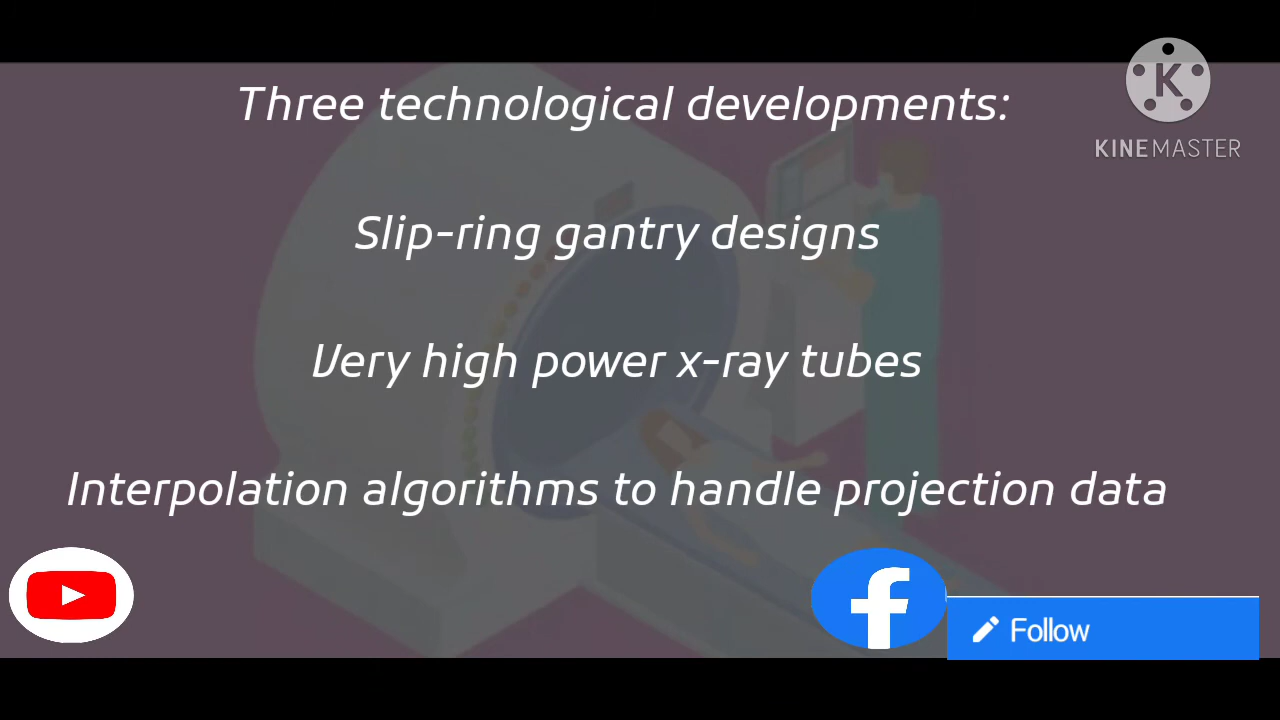 Three technological developments:
K
KINEMASTER
Slip-ring gantry designs
Very high power x-ray tubes
Interpolation algorithms to handle projection data
f
Follow